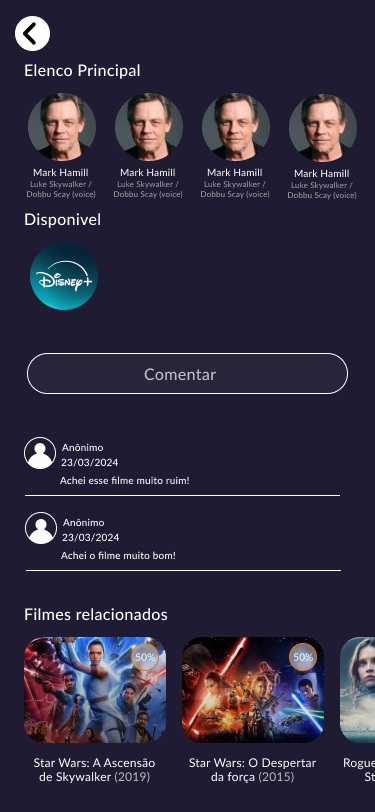 Elenco Principal
Mark Hamill
Luke Skywalker /
Dobbu Scay (voice)
Mark Hamill
Luke Skywalker /
Dobbu Scay (voice)
Mark Hamill
Luke Skywalker /
Dobbu Scay (voice)
Mark Hamill
Luke Skywalker /
Dobbu Scay (voice)
Disponivel
Disney+
Comentar
Anônimo
23/03/2024
Achei esse filme muito ruim!
Anônimo
23/03/2024
Achei o filme muito bom!
Filmes relacionados
50%
Star Wars: A Ascensão
de Skywalker (2019)
50%
Star Wars: O Despertar
da força (2015)
Rogue
St